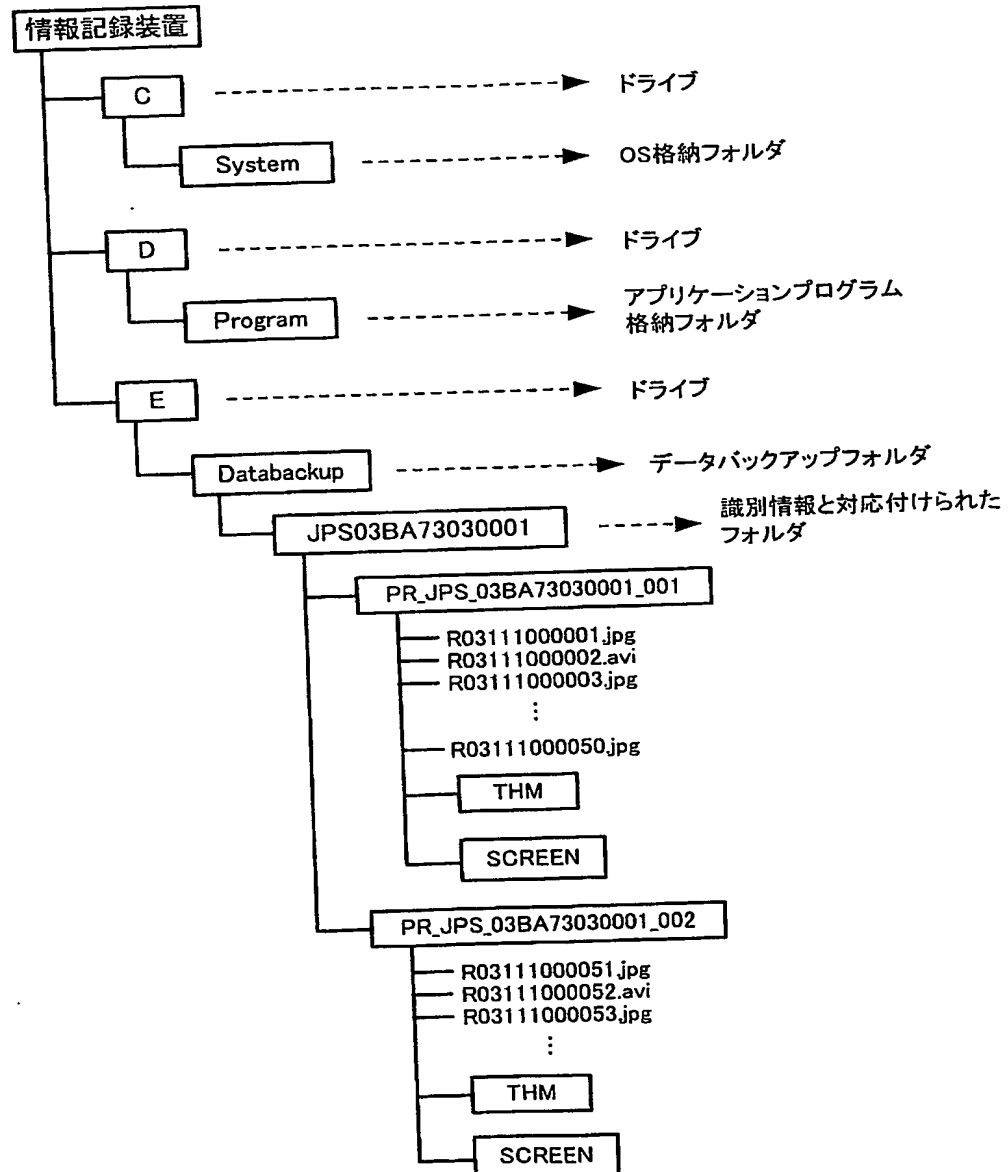 情報記録装置
C
ドライブ
System
OS格納フォルダ
D
ドライブ
Program
アプリケーションプログラム
格納フォルダ
E
ドライブ
Databackup
データバックアップフォルダ
JPS03BA73030001
識別情報と対応付けられた
フォルダ
PR_JPS_03BA73030001_001
R03111000001.jpg
R03111000002.avi
R03111000003.jpg
⋮
R03111000050.jpg
THM
SCREEN
PR_JPS_03BA73030001_002
R03111000051.jpg
R03111000052.avi
R03111000053.jpg
⋮
THM
SCREEN